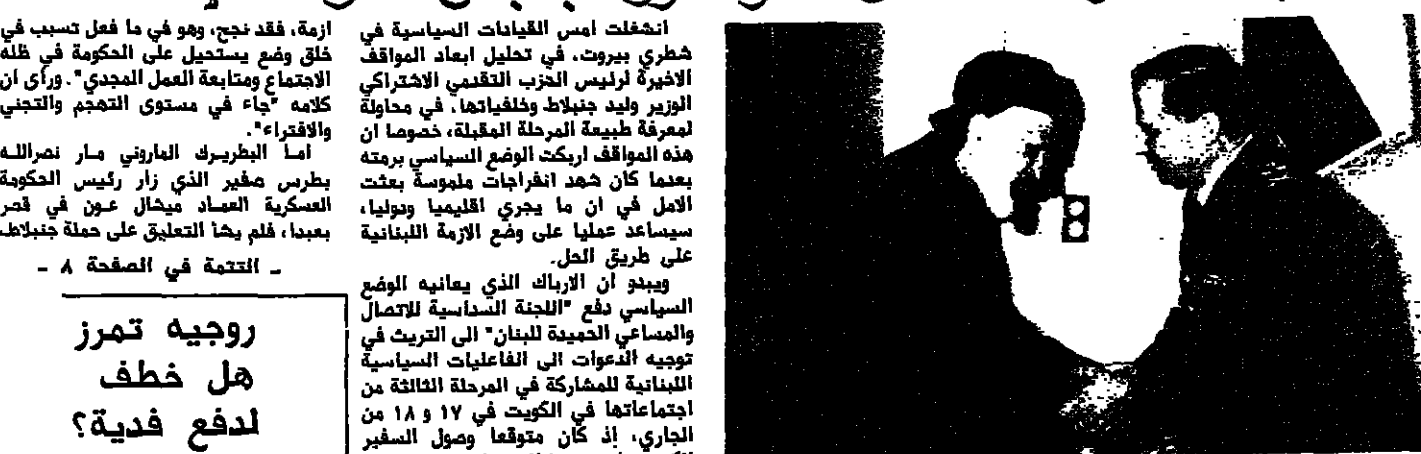 انشغلت امس القيادات السياسية في
شطري بيروت، في تحليل ابعاد المواقف
الاخيرة لرئيس الحزب التقدمي الاشتراكي
الوزير وليد جنبلاط وخلفياتها، في محاولة
لمعرفة طبيعة المرحلة المقبلة، خصوصا ان
هذه المواقف اربكت الوضع السياسي برمته
بعدما كان شهد انفراجات ملموسة بعثت
الامل في ان ما يجري اقليميا ودوليا،
سيساعد عمليا على وضع الازمة اللبنانية
على طريق الحل.
ويبدو ان الارباك الذي يعانيه الوضع
السياسي دفع "اللجنة السداسية للاتصال
والمساعي الحميدة للبنان" الى التريث في
توجيه الدعوات الى الفاعليات السياسية
اللبنانية للمشاركة في المرحلة الثالثة من
اجتماعاتها في الكويت في ١٧ و ١٨ من
الجاري، إذ كان متوقعا وصول السفير
ازمة، فقد نجح، وهو في ما فعل تسبب في
خلق وضع يستحيل على الحكومة في ظله
الاجتماع ومتابعة العمل المجدي". ورأى ان
كلامه "جاء في مستوى التهجم والتجني
والافتراء".
اما البطريرك الماروني مار نصرالله
بطرس صفير الذي زار رئيس الحكومة
العسكرية العماد ميشال عون في قصر
بعبدا، فلم يشأ التعليق على حملة جنبلاط
ـ التتمة في الصفحة ٨ ـ
روجيه تمرز
هل خطف
لدفع فدية؟